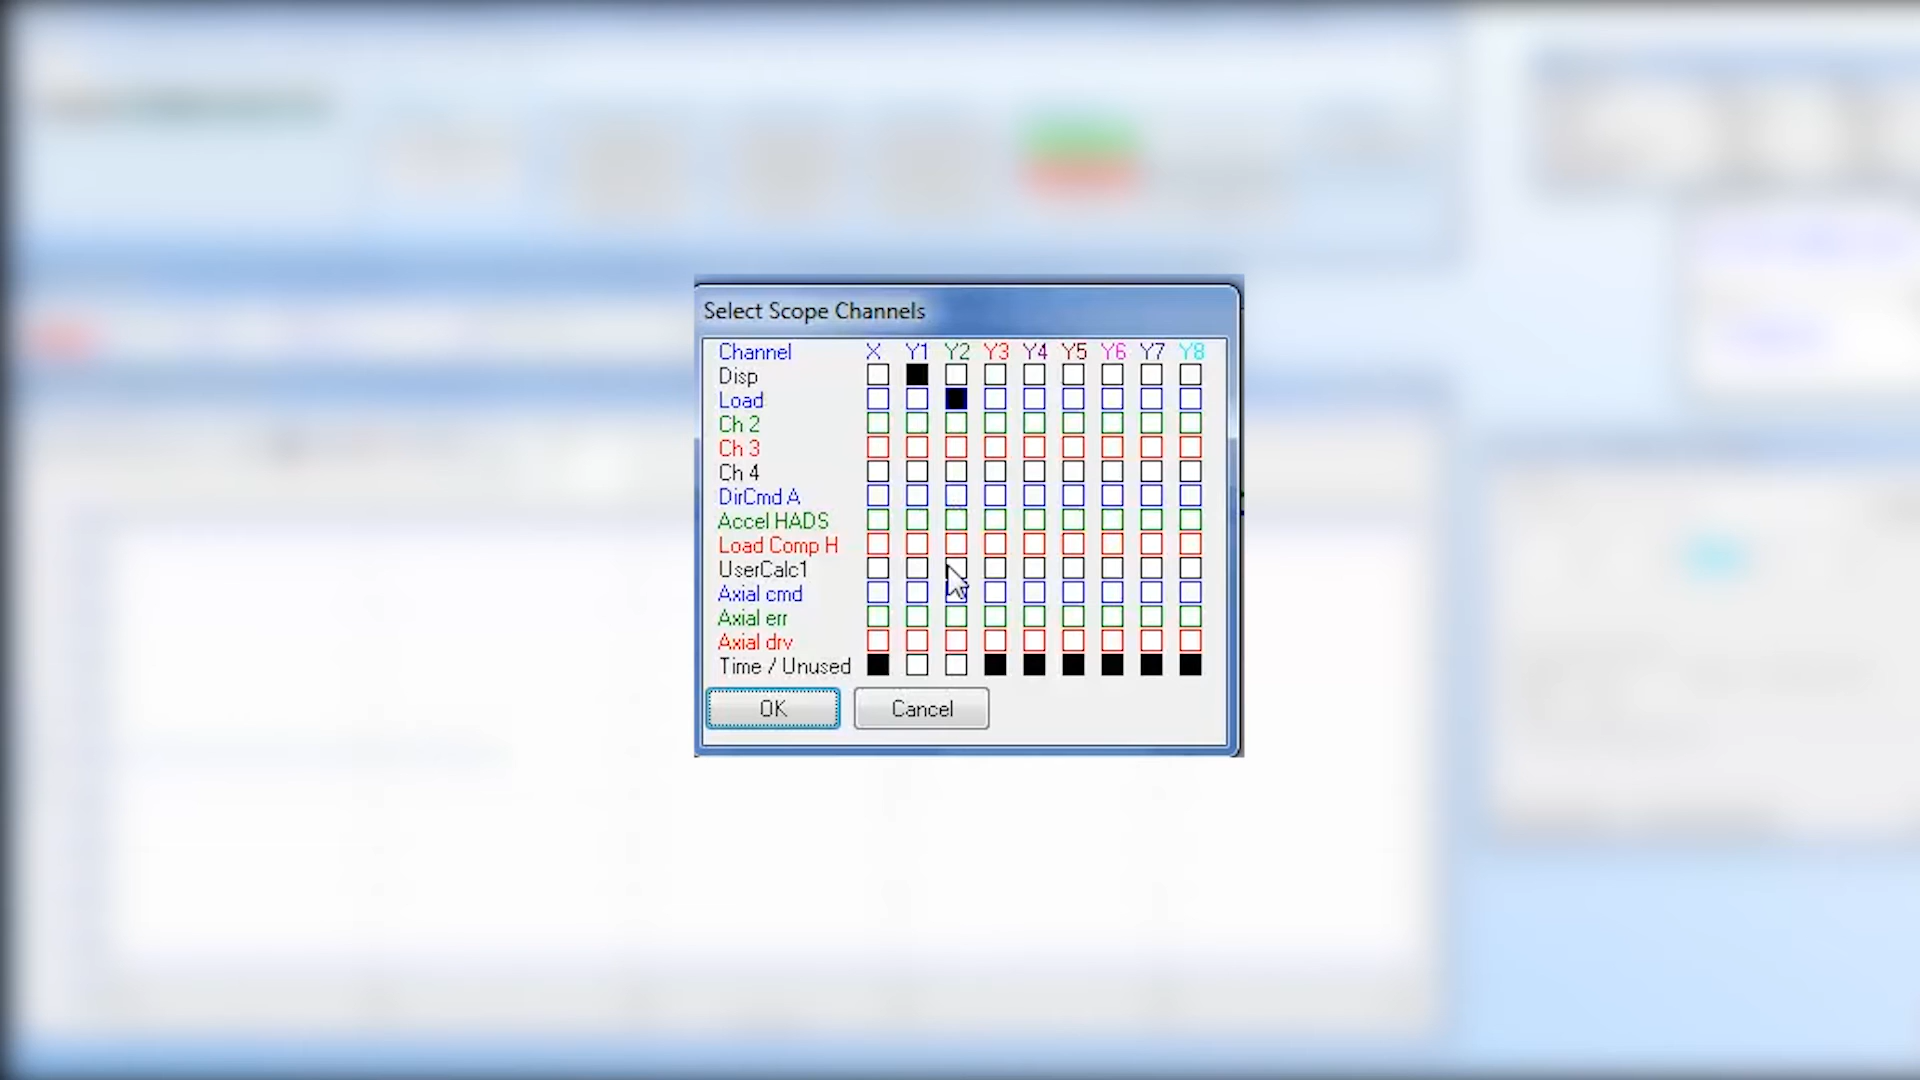 Select Scope Channels
Channel X Y1 Y2 Y3 Y4 Y5 Y6 Y7 Y8
Disp
Load
Ch 2
Ch 3
Ch 4
DirCmd A
Accel HADS
Load Comp H
UserCalc1
Axial cmd
Axial err
Axial drv
Time / Unused
OK Cancel